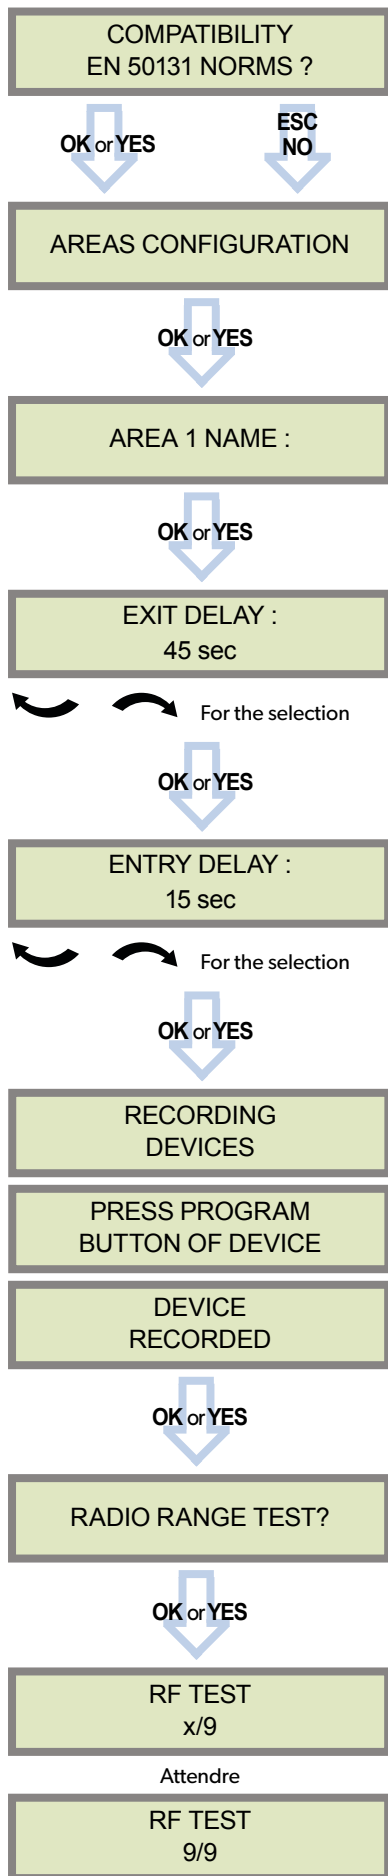 COMPATIBILITY
EN 50131 NORMS ?
OK or YES
ESC
NO
AREAS CONFIGURATION
OK or YES
AREA 1 NAME :
OK or YES
EXIT DELAY :
45 sec
For the selection
OK or YES
ENTRY DELAY :
15 sec
For the selection
OK or YES
RECORDING
DEVICES
PRESS PROGRAM
BUTTON OF DEVICE
DEVICE
RECORDED
OK or YES
RADIO RANGE TEST?
OK or YES
RF TEST
x/9
Attendre
RF TEST
9/9